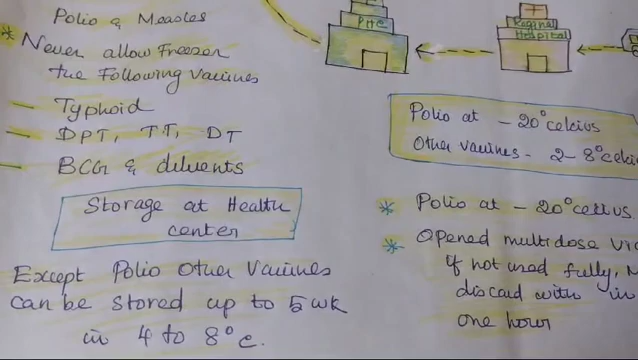 Polio & Measles
* Never allow Freezer
the Following Vaccines
– Typhoid
– DPT, TT, DT
– BCG & diluents
Storage at Health
center
Except Polio Other Vaccines
can be stored up to 5 wk
in 4 to 8°c.
PHC
Reginal
Hospital
Polio at – 20°celcius
Other vaccines - 2-8°celci
* Polio at – 20°celcius
* Opened multidose
If not used fully,
discard with in
one hour